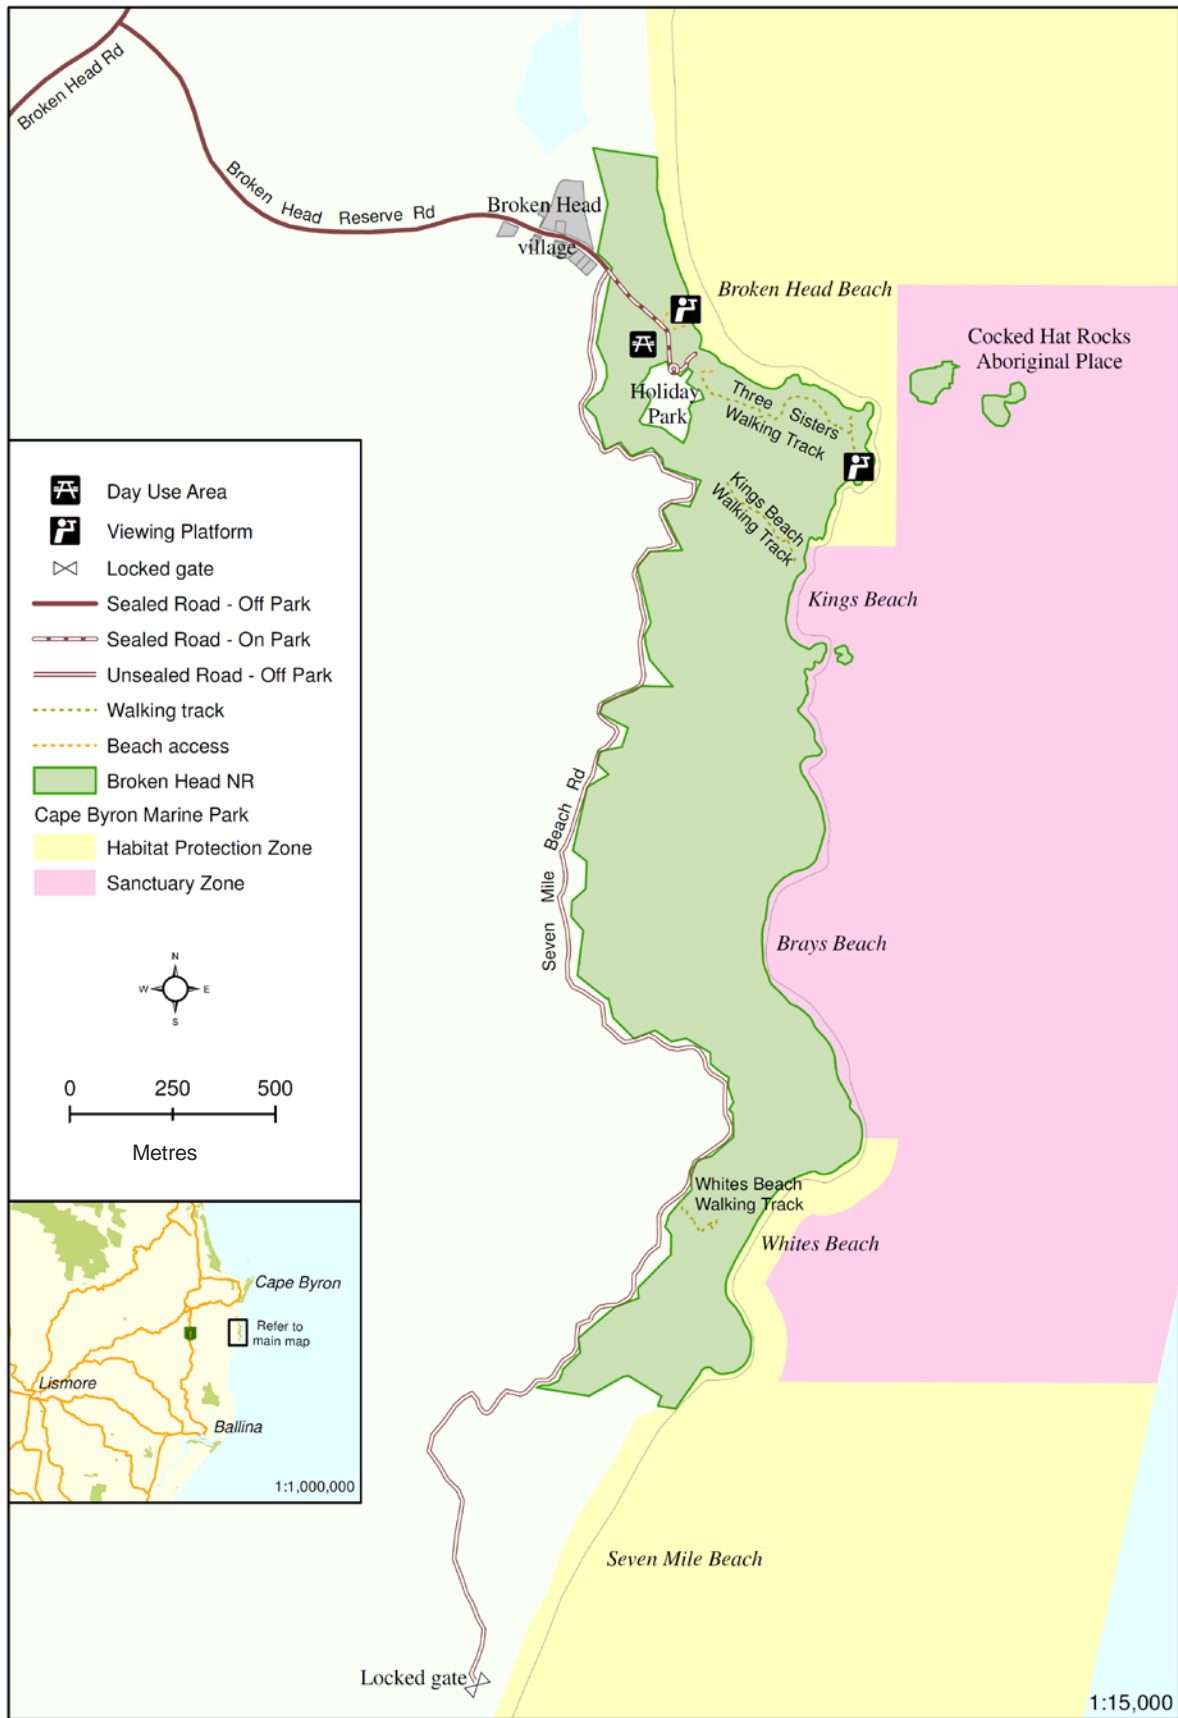 Broken Head Rd
Broken Head Reserve Rd
Broken Head
village
Broken Head Beach
Cocked Hat Rocks
Aboriginal Place
Holiday
Park
Three Sisters
Walking Track
Kings Beach
Walking Track
Kings Beach
Day Use Area
Viewing Platform
Locked gate
Sealed Road - Off Park
Sealed Road - On Park
Unsealed Road - Off Park
Walking track
Beach access
Broken Head NR
Cape Byron Marine Park
Habitat Protection Zone
Sanctuary Zone
N
W E
S
0 250 500
Metres
Seven Mile Beach Rd
Brays Beach
Whites Beach
Walking Track
Whites Beach
Cape Byron
Refer to
main map
1
Lismore
Ballina
1:1,000,000
Seven Mile Beach
Locked gate
1:15,000